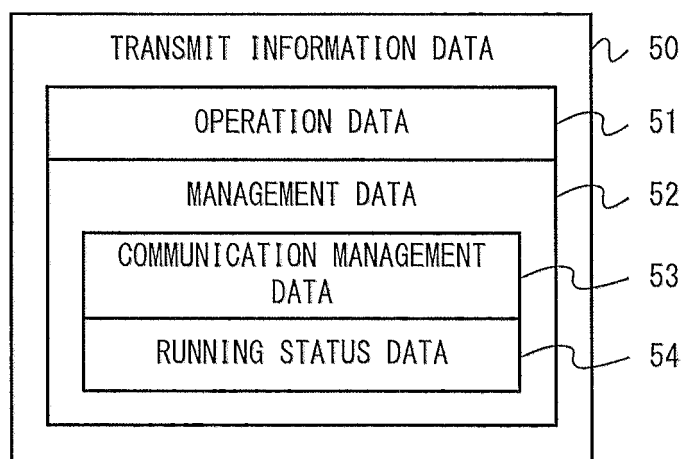 TRANSMIT INFORMATION DATA 50
OPERATION DATA 51
MANAGEMENT DATA 52
COMMUNICATION MANAGEMENT
DATA 53
RUNNING STATUS DATA 54